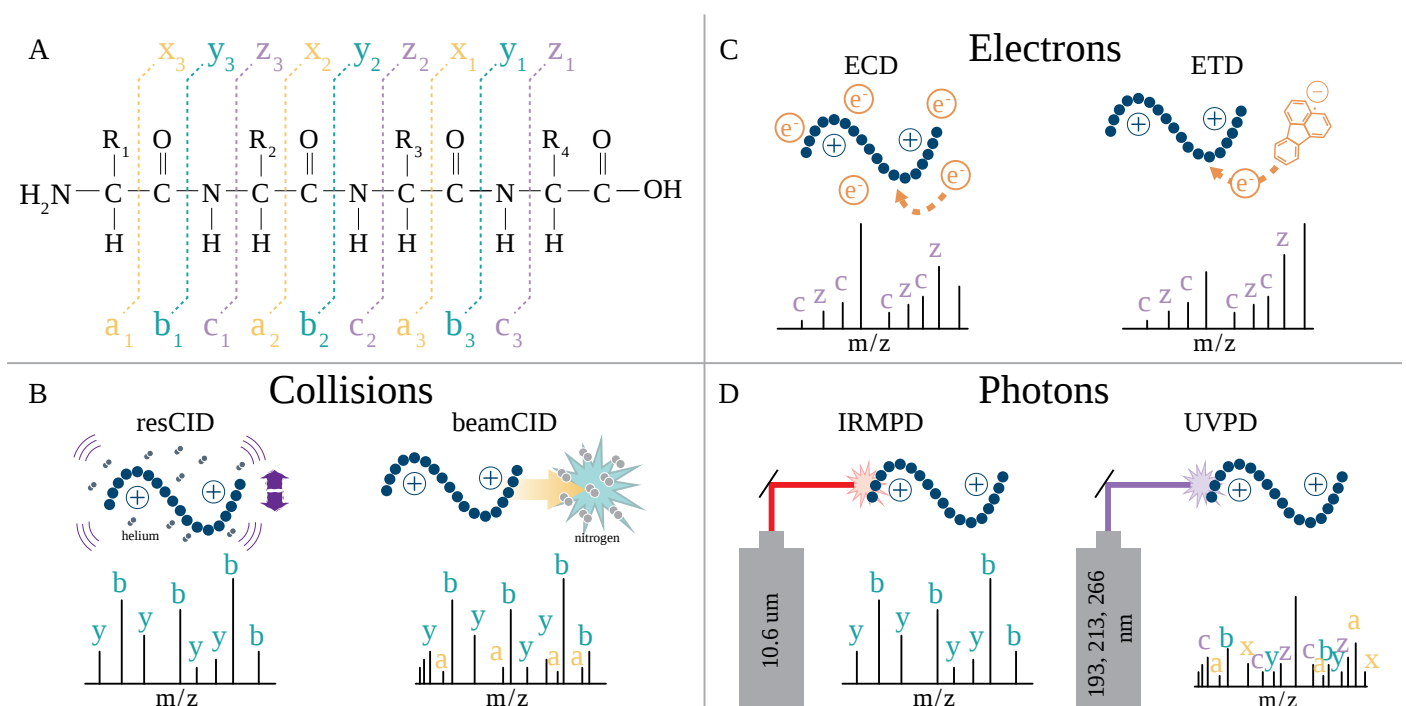 A
x3 y3 z3 x2 y2 z2 x1 y1 z1
R1 O R2 O R3 O R4 O
H2N C C N C C N C C N C C OH
H H H H H H H
a1 b1 c1 a2 b2 c2 a3 b3 c3
B
Collisions
resCID
+ +
helium
y b y b y y b b
m/z
beamCID
+ +
nitrogen
y a b y a b y y a b a b
m/z
C
Electrons
ECD
e- e- e- e- e-
+ +
c z c c z c z
m/z
ETD
+ +
−
e-
c z c c z c z
m/z
D
Photons
IRMPD
+ +
10.6 um
y b y b y y b b
m/z
UVPD
+ +
193, 213, 266
nm
c a b x c y z c a b y z a x
m/z